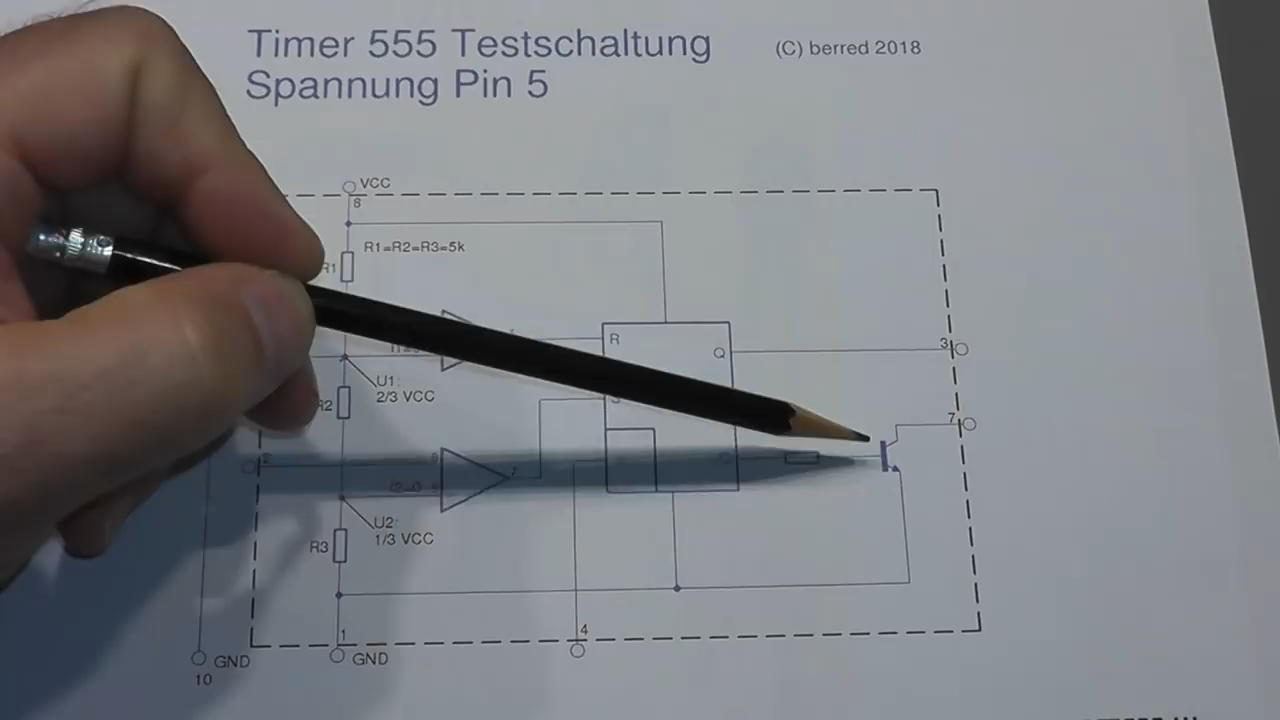 Timer 555 Testschaltung
(C) berred 2018
Spannung Pin 5
VCC
8
R1=R2=R3=5k
R1
R
Q
3
U1:
2/3 VCC
R2
7
2
U2:
1/3 VCC
R3
1
4
GND
GND
10